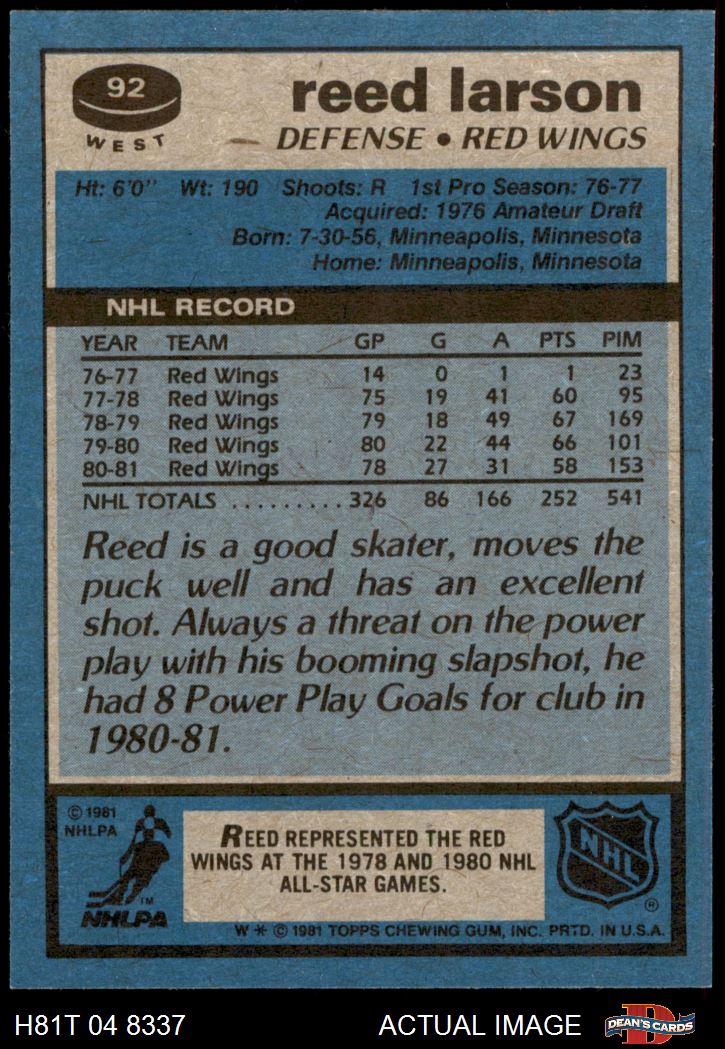 92
WEST
reed larson
DEFENSE • RED WINGS
Ht: 6'0" Wt: 190 Shoots: R 1st Pro Season: 76-77
Acquired: 1976 Amateur Draft
Born: 7-30-56, Minneapolis, Minnesota
Home: Minneapolis, Minnesota
NHL RECORD
YEAR TEAM GP G A PTS PIM
76-77 Red Wings 14 0 1 1 23
77-78 Red Wings 75 19 41 60 95
78-79 Red Wings 79 18 49 67 169
79-80 Red Wings 80 22 44 66 101
80-81 Red Wings 78 27 31 58 153
NHL TOTALS ..........326 86 166 252 541
Reed is a good skater, moves the
puck well and has an excellent
shot. Always a threat on the power
play with his booming slapshot, he
had 8 Power Play Goals for club in
1980-81.
© 1981
NHLPA
TM
NHLPA
REED REPRESENTED THE RED
WINGS AT THE 1978 AND 1980 NHL
ALL-STAR GAMES.
NHL
®
W * © 1981 TOPPS CHEWING GUM, INC. PRTD. IN U.S.A.
H81T 04 8337
ACTUAL IMAGE
D
DEAN'S CARDS